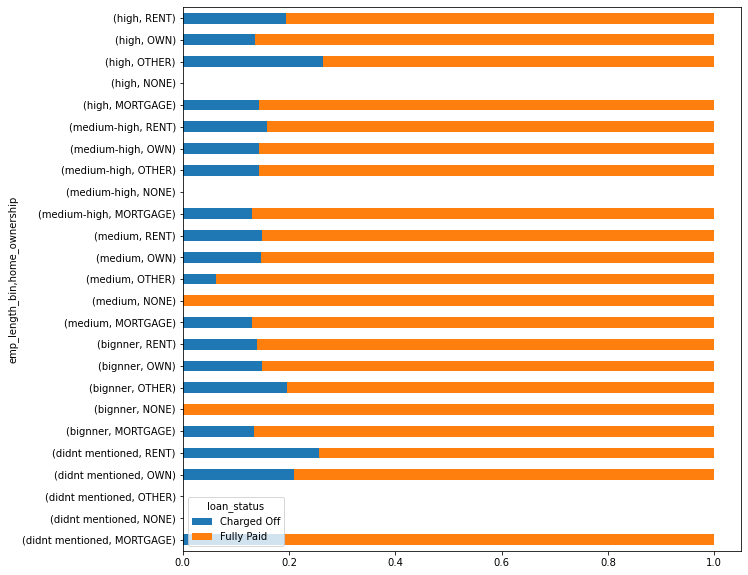 (high, RENT)
(high, OWN)
(high, OTHER)
(high, NONE)
(high, MORTGAGE)
(medium-high, RENT)
(medium-high, OWN)
(medium-high, OTHER)
(medium-high, NONE)
(medium-high, MORTGAGE)
(medium, RENT)
(medium, OWN)
(medium, OTHER)
(medium, NONE)
(medium, MORTGAGE)
(bignner, RENT)
(bignner, OWN)
(bignner, OTHER)
(bignner, NONE)
(bignner, MORTGAGE)
(didnt mentioned, RENT)
(didnt mentioned, OWN)
(didnt mentioned, OTHER)
(didnt mentioned, NONE)
(didnt mentioned, MORTGAGE)
emp_length_bin,home_ownership
loan_status
Charged Off
Fully Paid
0.0 0.2 0.4 0.6 0.8 1.0